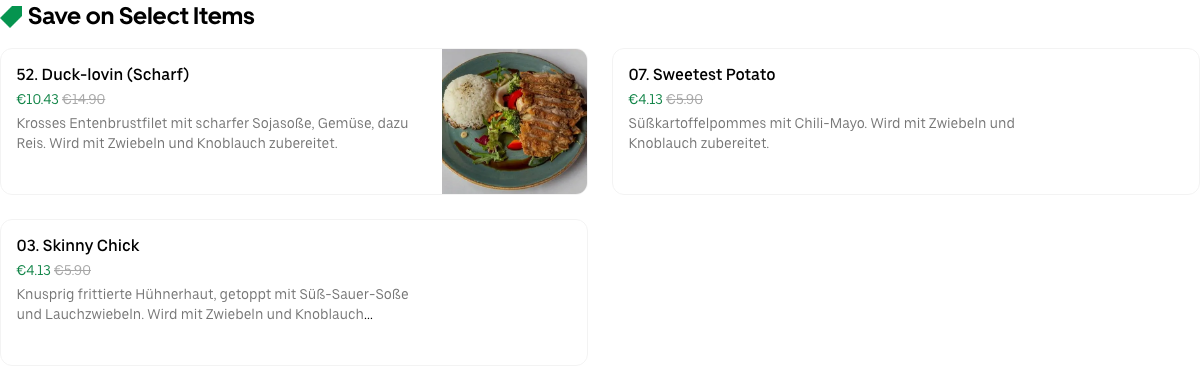 Save on Select Items
52. Duck-lovin (Scharf)
€10.43 €14.90
Krosses Entenbrustfilet mit scharfer Sojasoße, Gemüse, dazu
Reis. Wird mit Zwiebeln und Knoblauch zubereitet.
07. Sweetest Potato
€4.13 €5.90
Süßkartoffelpommes mit Chili-Mayo. Wird mit Zwiebeln und
Knoblauch zubereitet.
03. Skinny Chick
€4.13 €5.90
Knusprig frittierte Hühnerhaut, getoppt mit Süß-Sauer-Soße
und Lauchzwiebeln. Wird mit Zwiebeln und Knoblauch...